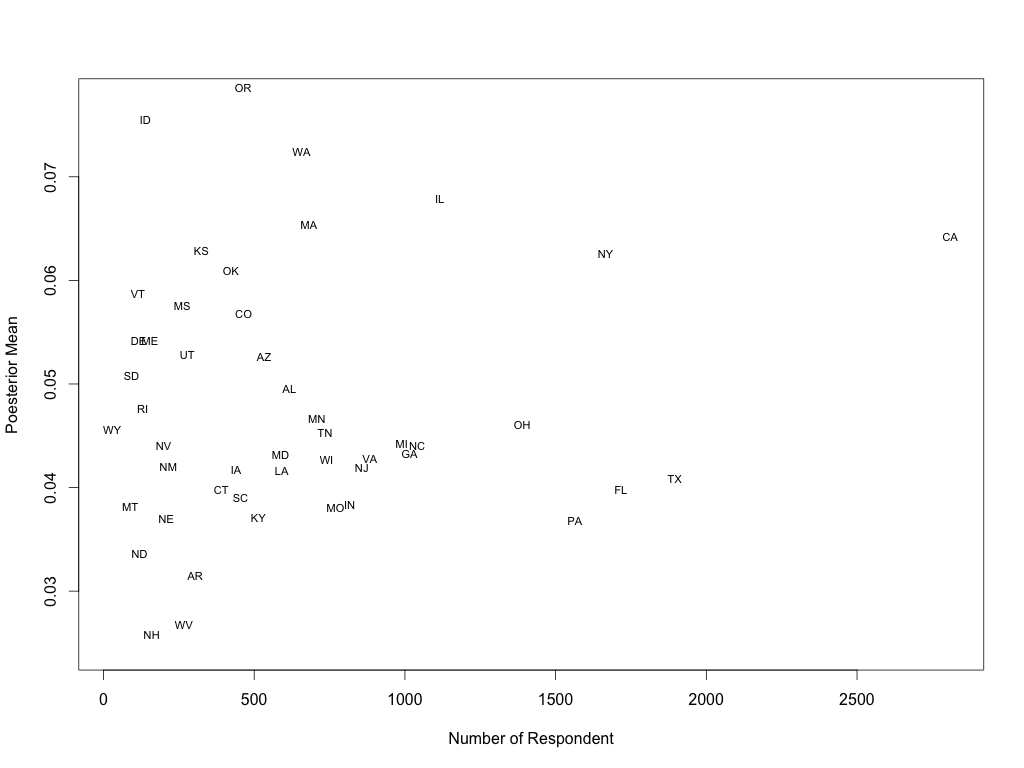 OR
ID
WA
IL
MA
CA
KS
NY
OK
VT
MS
CO
DE ME
UT
AZ
SD
AL
RI
MN
OH
WY
TN
NV
MI NC
MD
GA
WI
VA
NM
NJ
IA
LA
TX
CT
FL
SC
MT
MO IN
NE
KY
PA
ND
AR
WV
NH
0.07
0.06
0.05
0.04
0.03
Poesterior Mean
0 500 1000 1500 2000 2500
Number of Respondent